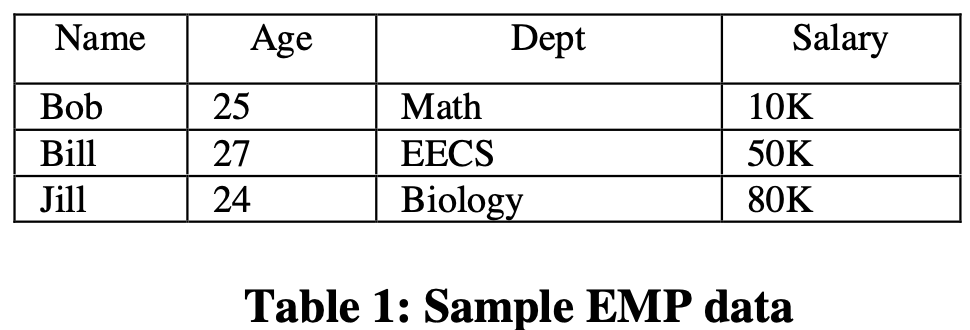 Name Age Dept Salary
Bob 25 Math 10K
Bill 27 EECS 50K
Jill 24 Biology 80K
Table 1: Sample EMP data